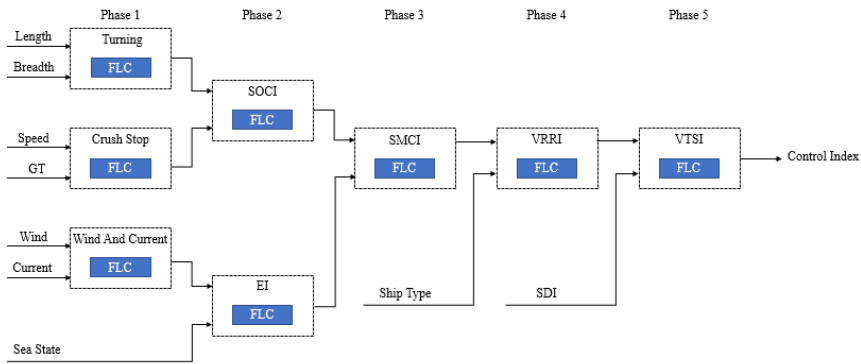 Phase 1
Phase 2
Phase 3
Phase 4
Phase 5
Length
Breadth
Turning
FLC
SOCI
FLC
Speed
GT
Crush Stop
FLC
SMCI
FLC
VRRI
FLC
VTSI
FLC
Control Index
Wind
Current
Wind And Current
FLC
EI
FLC
Ship Type
SDI
Sea State